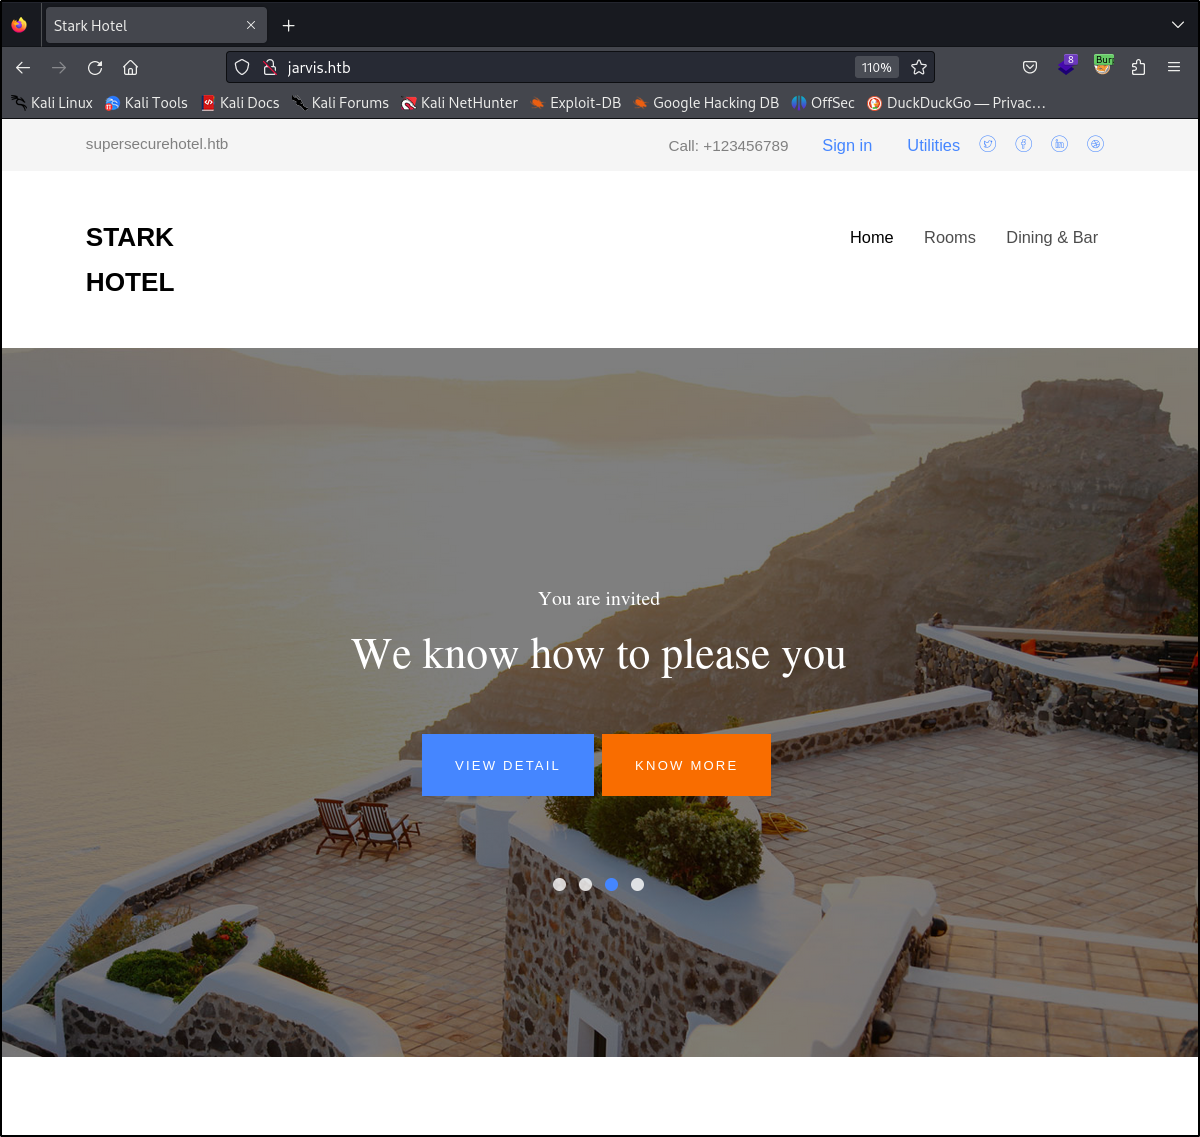 Stark Hotel
jarvis.htb 110% 8 Burp
Kali Linux Kali Tools Kali Docs Kali Forums Kali NetHunter Exploit-DB Google Hacking DB OffSec DuckDuckGo — Privac…
supersecurehotel.htb Call: +123456789 Sign in Utilities
STARK
HOTEL
Home Rooms Dining & Bar
You are invited
We know how to please you
VIEW DETAIL KNOW MORE